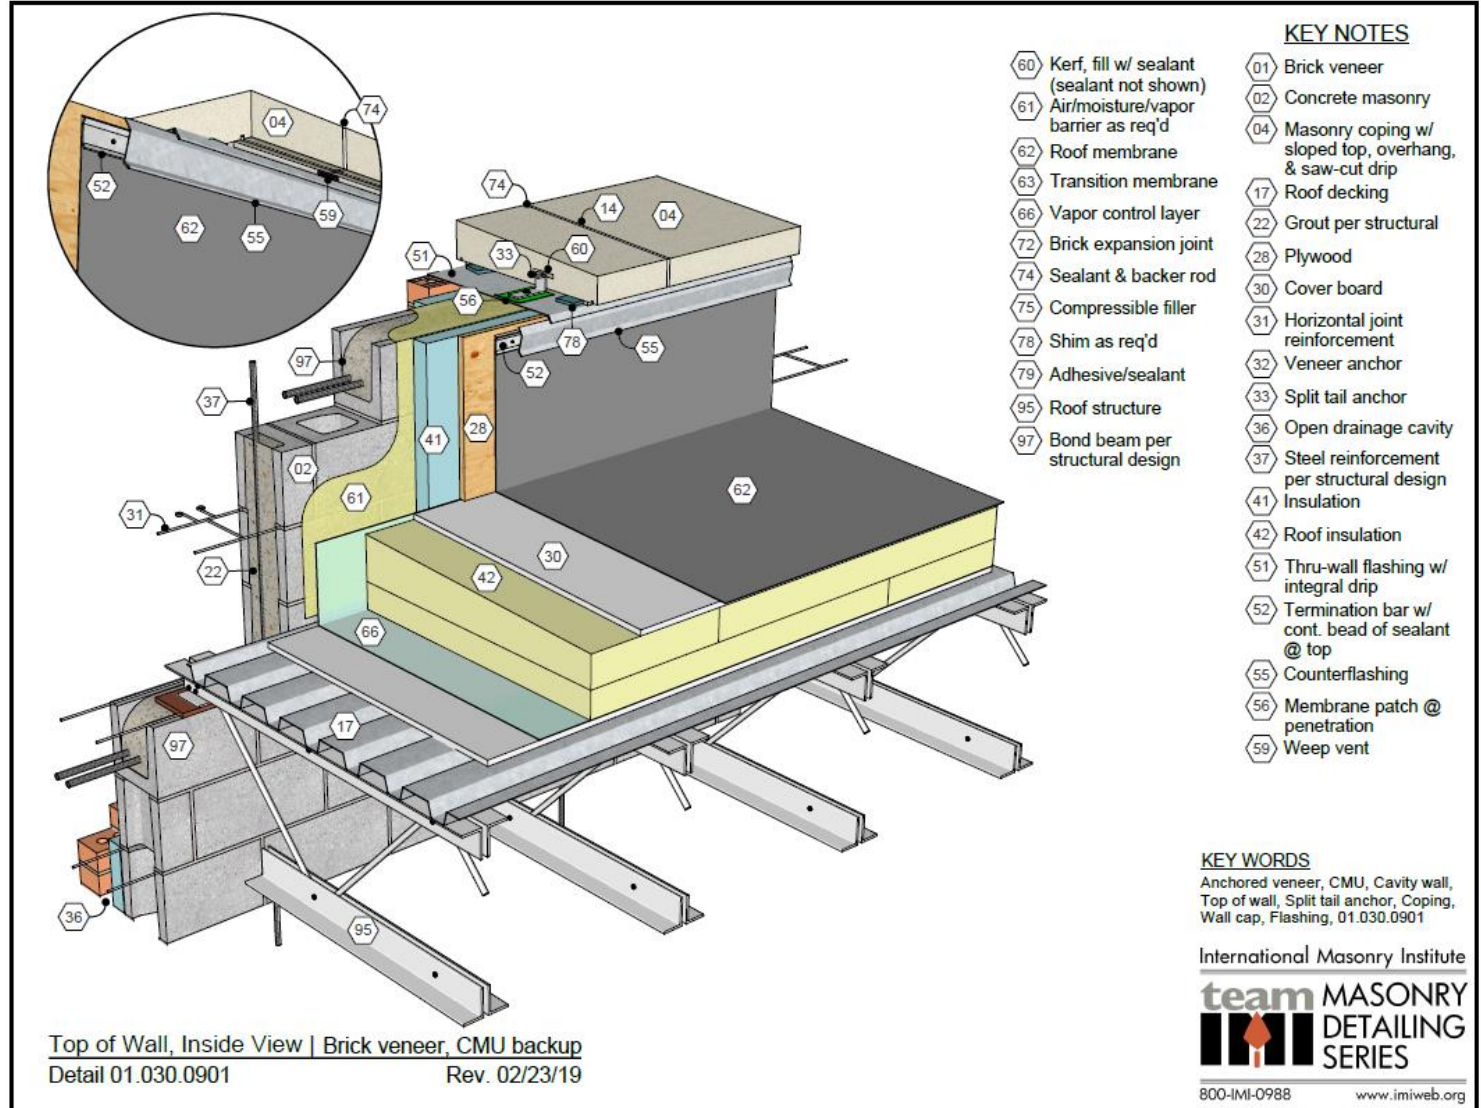 04
74
52
62
55
59
74
14
04
51
33
60
56
97
52
78
55
37
02
41
28
61
62
31
22
30
42
66
17
97
36
95
KEY NOTES
60 Kerf, fill w/ sealant
(sealant not shown)
61 Air/moisture/vapor
barrier as req'd
62 Roof membrane
63 Transition membrane
66 Vapor control layer
72 Brick expansion joint
74 Sealant & backer rod
75 Compressible filler
78 Shim as req'd
79 Adhesive/sealant
95 Roof structure
97 Bond beam per
structural design
01 Brick veneer
02 Concrete masonry
04 Masonry coping w/
sloped top, overhang,
& saw-cut drip
17 Roof decking
22 Grout per structural
28 Plywood
30 Cover board
31 Horizontal joint
reinforcement
32 Veneer anchor
33 Split tail anchor
36 Open drainage cavity
37 Steel reinforcement
per structural design
41 Insulation
42 Roof insulation
51 Thru-wall flashing w/
integral drip
52 Termination bar w/
cont. bead of sealant
@ top
55 Counterflashing
56 Membrane patch @
penetration
59 Weep vent
KEY WORDS
Anchored veneer, CMU, Cavity wall,
Top of wall, Split tail anchor, Coping,
Wall cap, Flashing, 01.030.0901
International Masonry Institute
team IMI MASONRY
DETAILING
SERIES
800-IMI-0988 www.imiweb.org
Top of Wall, Inside View | Brick veneer, CMU backup
Detail 01.030.0901 Rev. 02/23/19